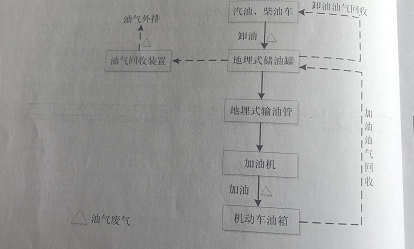 汽油、柴油车
卸油油气回收
油气外排
卸油
油气回收装置
地埋式储油罐
地埋式输油管
加油油气回收
加油机
加油
机动车油箱
油气废气